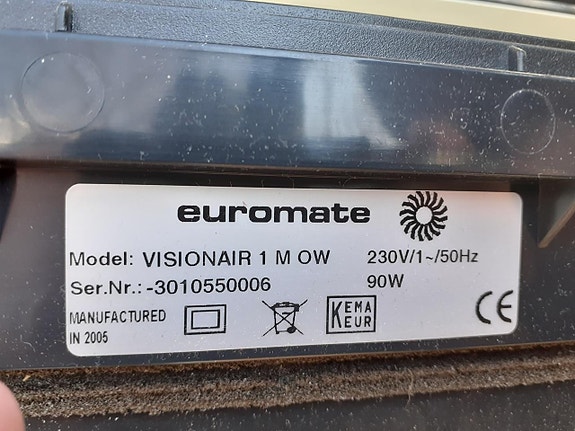 euromate
Model: VISIONAIR 1 M OW 230V/1~/50Hz
Ser.Nr.: -3010550006 90W
MANUFACTURED
IN 2005
KEMA
KEUR
CE